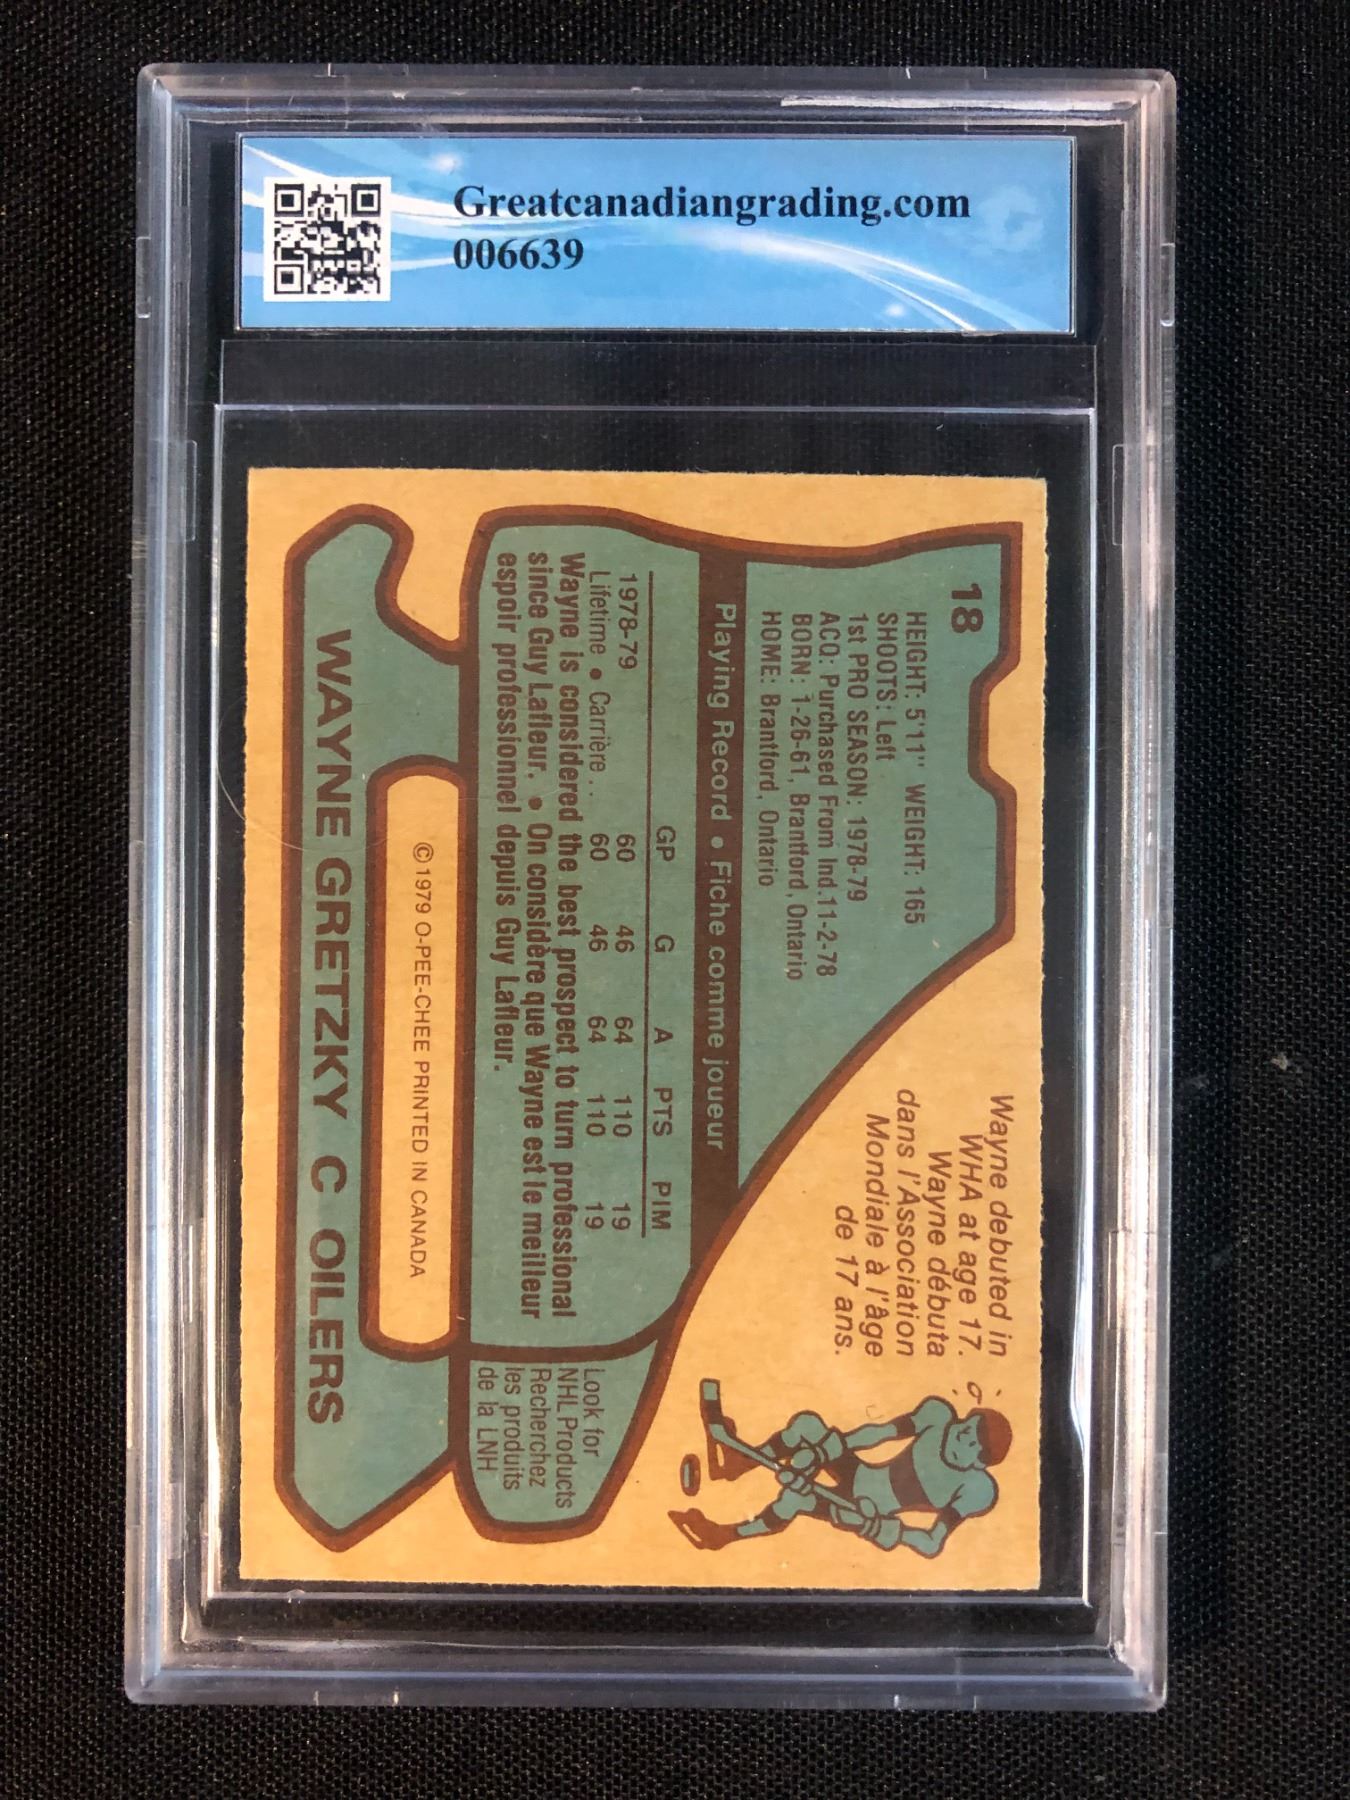 Greatcanadiangrading.com
006639
18
HEIGHT: 5'11" WEIGHT: 165
SHOOTS: Left
1st PRO SEASON: 1978-79
ACQ: Purchased From Ind. 11-2-78
BORN: 1-26-61, Brantford, Ontario
HOME: Brantford, Ontario
Wayne debuted in
WHA at age 17.
Wayne débuta
dans l'Association
Mondiale à l'âge
de 17 ans.
Playing Record • Fiche comme joueur
GP G A PTS PIM
1978-79 60 46 64 110 19
Lifetime • Carrière . . 60 46 64 110 19
Wayne is considered the best prospect to turn professional
since Guy Lafleur. • On considère que Wayne est le meilleur
espoir professionnel depuis Guy Lafleur.
Look for
NHL Products
Recherchez
les produits
de la LNH
©1979 O-PEE-CHEE PRINTED IN CANADA
WAYNE GRETZKY C OILERS